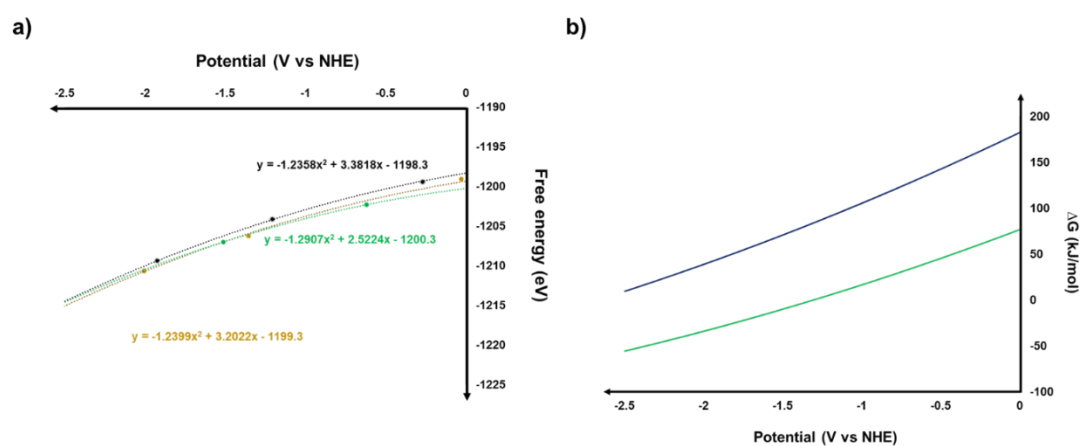 a)
Potential (V vs NHE)
-2.5 -2 -1.5 -1 -0.5 0
-1190
-1195
-1200
-1205
-1210
-1215
-1220
-1225
Free energy (eV)
y = -1.2358x² + 3.3818x - 1198.3
y = -1.2907x² + 2.5224x - 1200.3
y = -1.2399x² + 3.2022x - 1199.3
b)
200
150
100
50
0
-50
-100
ΔG (kJ/mol)
-2.5 -2 -1.5 -1 -0.5 0
Potential (V vs NHE)